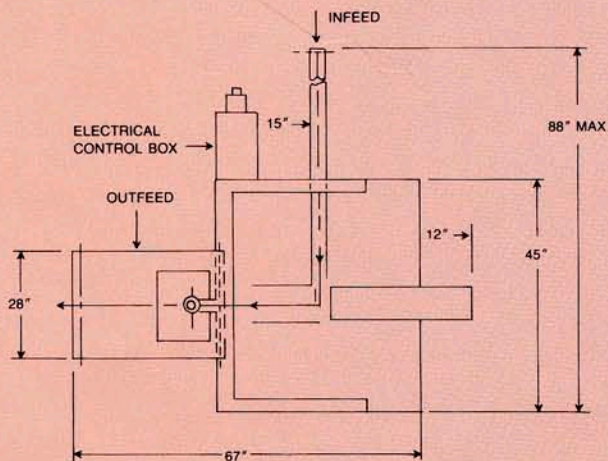 INFEED
15"
88" MAX
ELECTRICAL
CONTROL BOX
OUTFEED
12"
45"
28"
67"